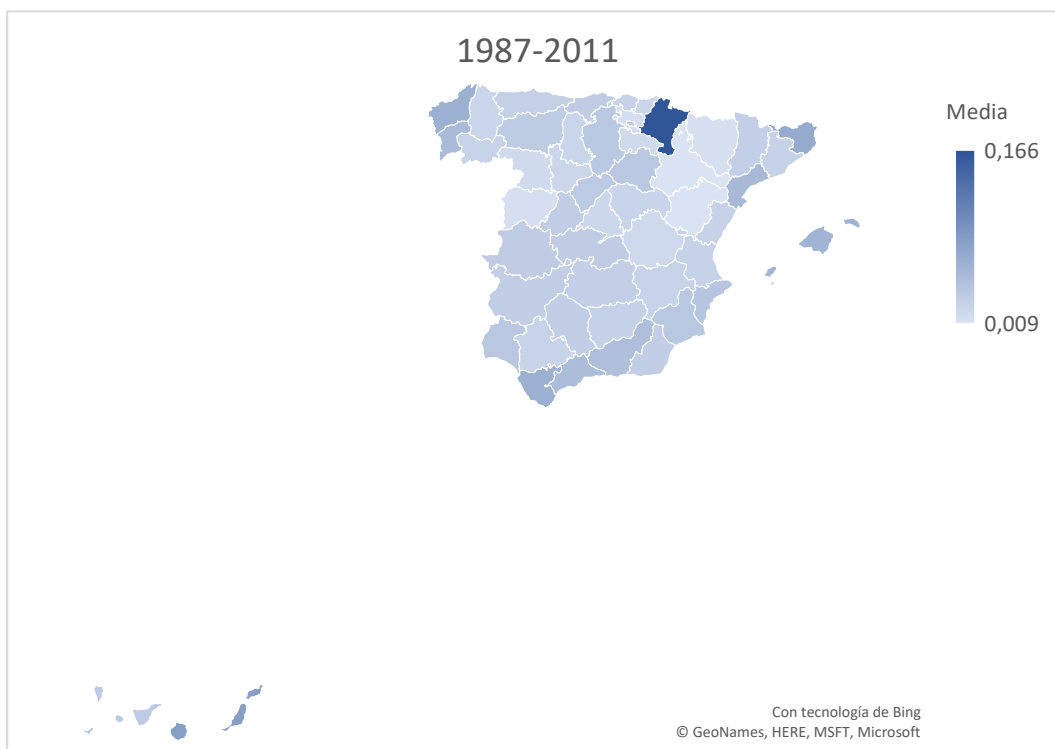 1987-2011
Media
0,166
0,009
Con tecnología de Bing
© GeoNames, HERE, MSFT, Microsoft